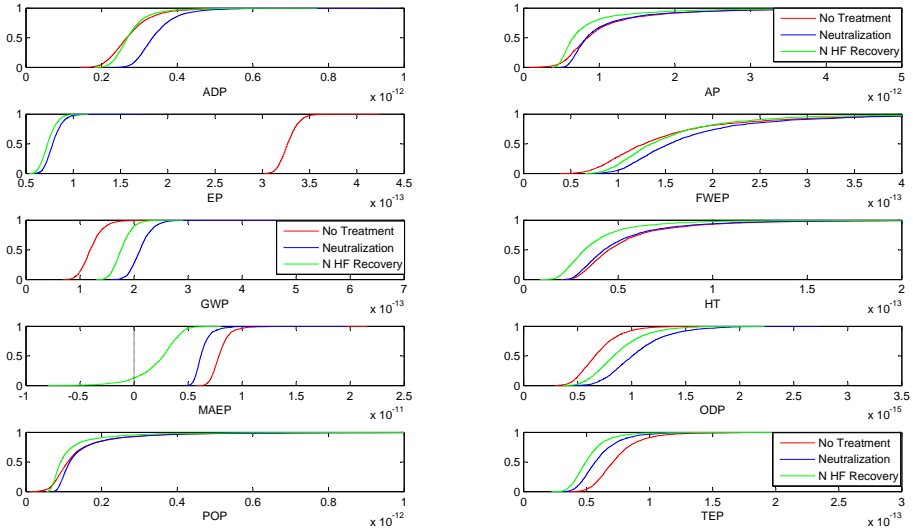 1
0.5
0
0 0.2 0.4 0.6 0.8 1
x 10^-12
ADP
1
0.5
0
0 1 2 3 4 5
x 10^-12
AP
No Treatment
Neutralization
N HF Recovery
1
0.5
0
0.5 1 1.5 2 2.5 3 3.5 4 4.5
x 10^-13
EP
1
0.5
0
0 0.5 1 1.5 2 2.5 3 3.5 4
x 10^-13
FWEP
1
0.5
0
0 1 2 3 4 5 6 7
x 10^-13
GWP
No Treatment
Neutralization
N HF Recovery
1
0.5
0
0 0.5 1 1.5 2
x 10^-13
HT
1
0.5
0
-1 -0.5 0 0.5 1 1.5 2 2.5
x 10^-11
MAEP
1
0.5
0
0 0.5 1 1.5 2 2.5 3 3.5
x 10^-15
ODP
1
0.5
0
0 0.2 0.4 0.6 0.8 1
x 10^-12
POP
1
0.5
0
0 0.5 1 1.5 2 2.5 3
x 10^-13
TEP
No Treatment
Neutralization
N HF Recovery